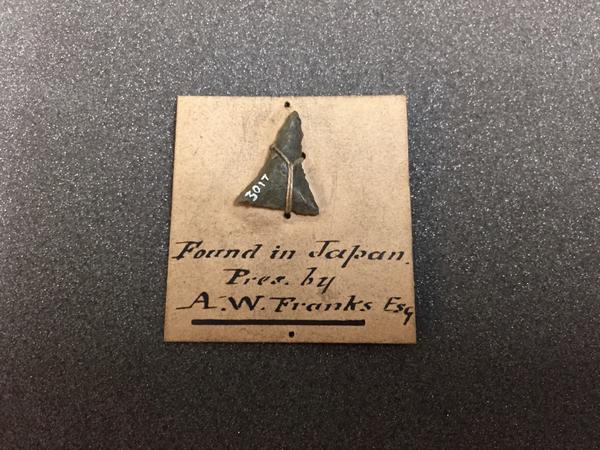 3017
Found in Japan.
Pres. by
A.W. Franks Esq